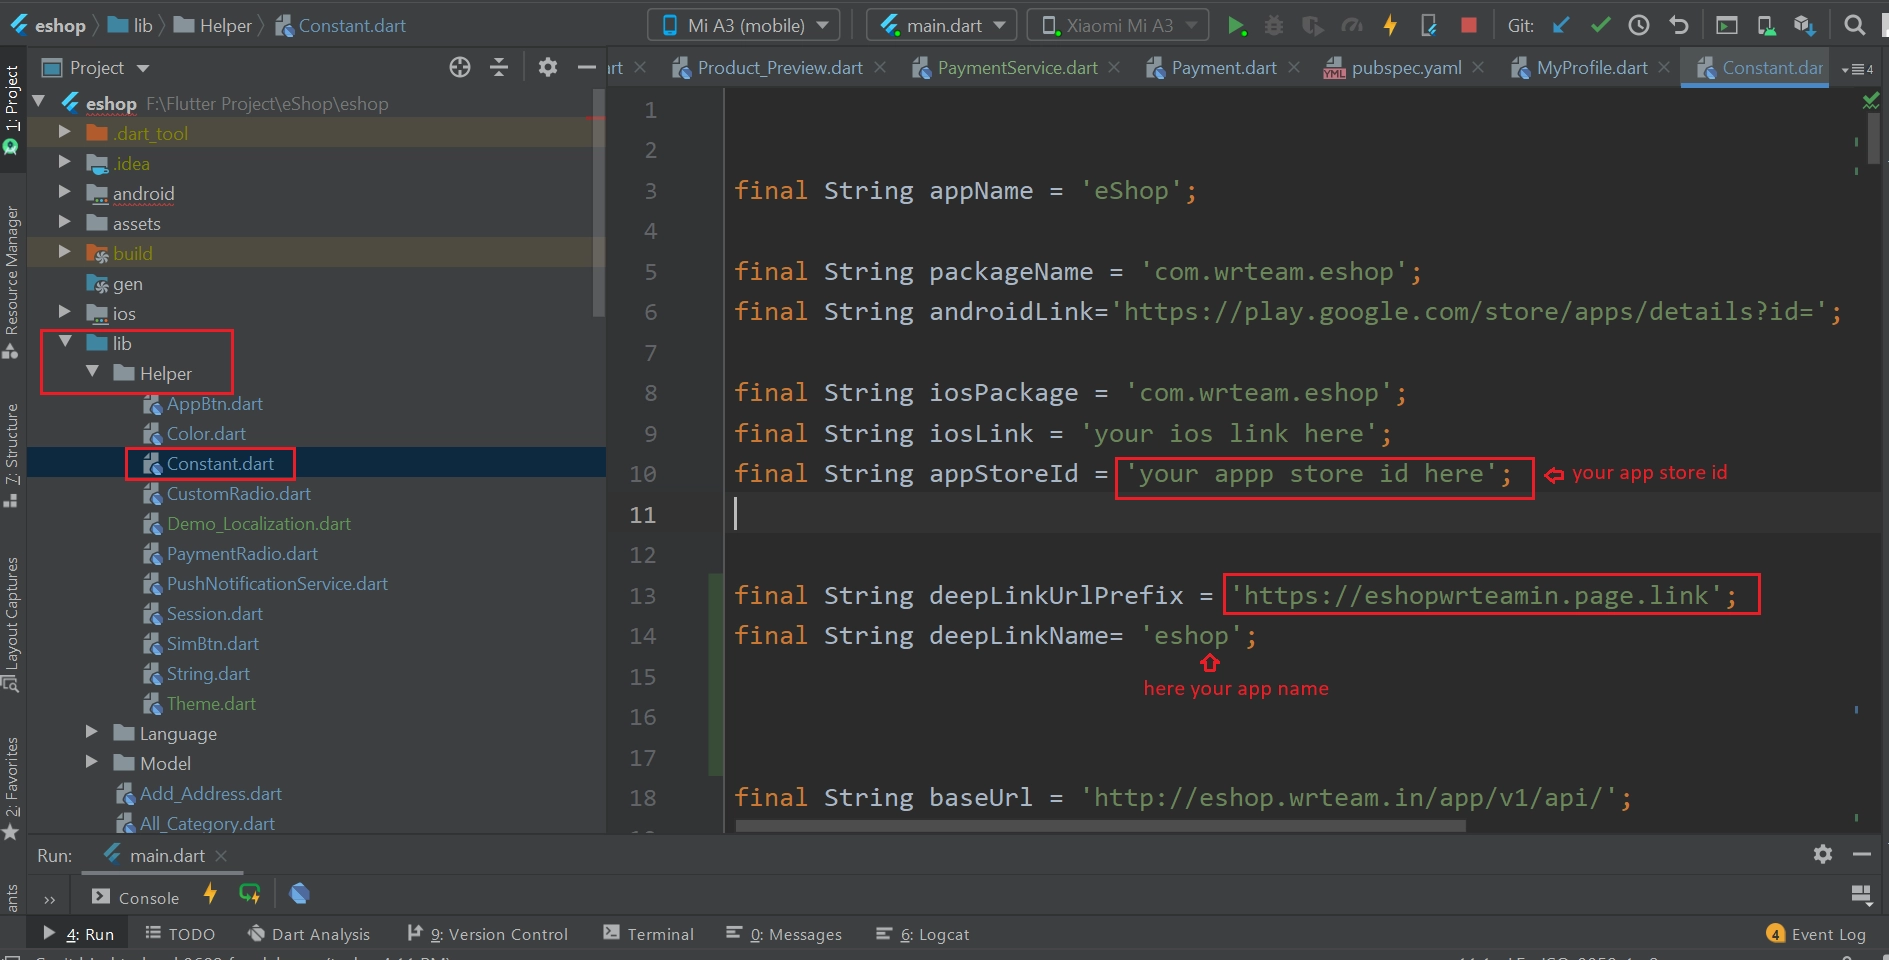 eshop lib Helper Constant.dart Mi A3 (mobile) main.dart Xiaomi Mi A3 Git:
Project
rt Product_Preview.dart PaymentService.dart Payment.dart pubspec.yaml MyProfile.dart Constant.dar 4
1: Project
Resource Manager
7: Structure
Layout Captures
2: Favorites
ants
eshop F:\Flutter Project\eShop\eshop
.dart_tool
.idea
android
assets
build
gen
ios
lib
Helper
AppBtn.dart
Color.dart
Constant.dart
CustomRadio.dart
Demo_Localization.dart
PaymentRadio.dart
PushNotificationService.dart
Session.dart
SimBtn.dart
String.dart
Theme.dart
Language
Model
Add_Address.dart
All_Category.dart
1
2
3 final String appName = 'eShop';
4
5 final String packageName = 'com.wrteam.eshop';
6 final String androidLink='https://play.google.com/store/apps/details?id=';
7
8 final String iosPackage = 'com.wrteam.eshop';
9 final String iosLink = 'your ios link here';
10 final String appStoreId = 'your appp store id here'; your app store id
11
12
13 final String deepLinkUrlPrefix = 'https://eshopwrteamin.page.link';
14 final String deepLinkName= 'eshop';
15
here your app name
16
17
18 final String baseUrl = 'http://eshop.wrteam.in/app/v1/api/';
Run: main.dart
Console
4: Run TODO Dart Analysis 9: Version Control Terminal 0: Messages 6: Logcat 4 Event Log